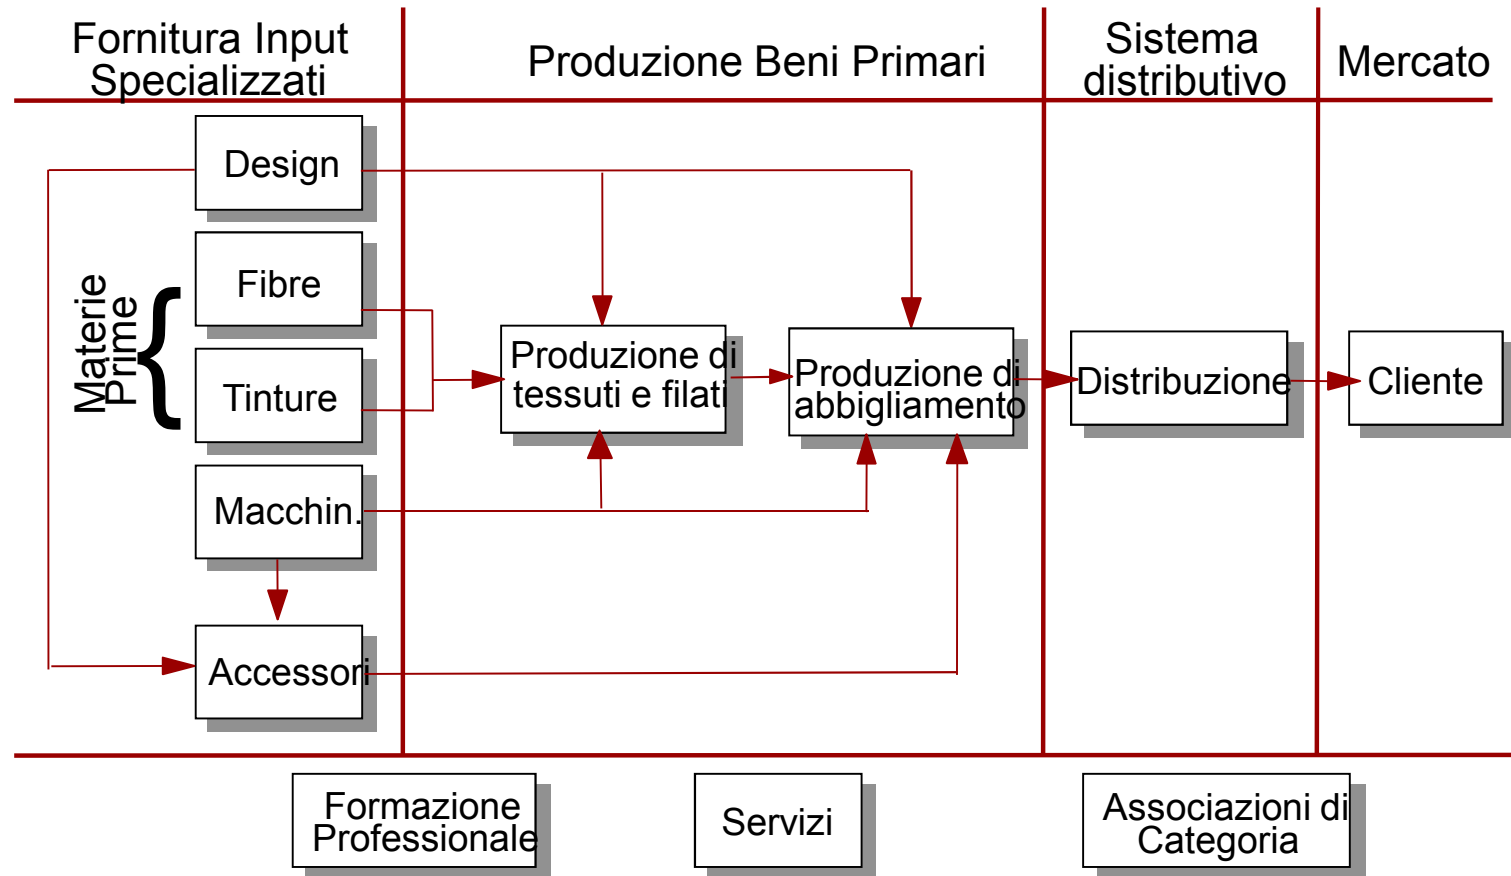 Fornitura Input
Specializzati
Produzione Beni Primari
Sistema
distributivo
Mercato
Design
Materie
Prime
{
Fibre
Tinture
Macchin.
Accessori
Produzione di
tessuti e filati
Produzione di
abbigliamento
Distribuzione
Cliente
Formazione
Professionale
Servizi
Associazioni di
Categoria